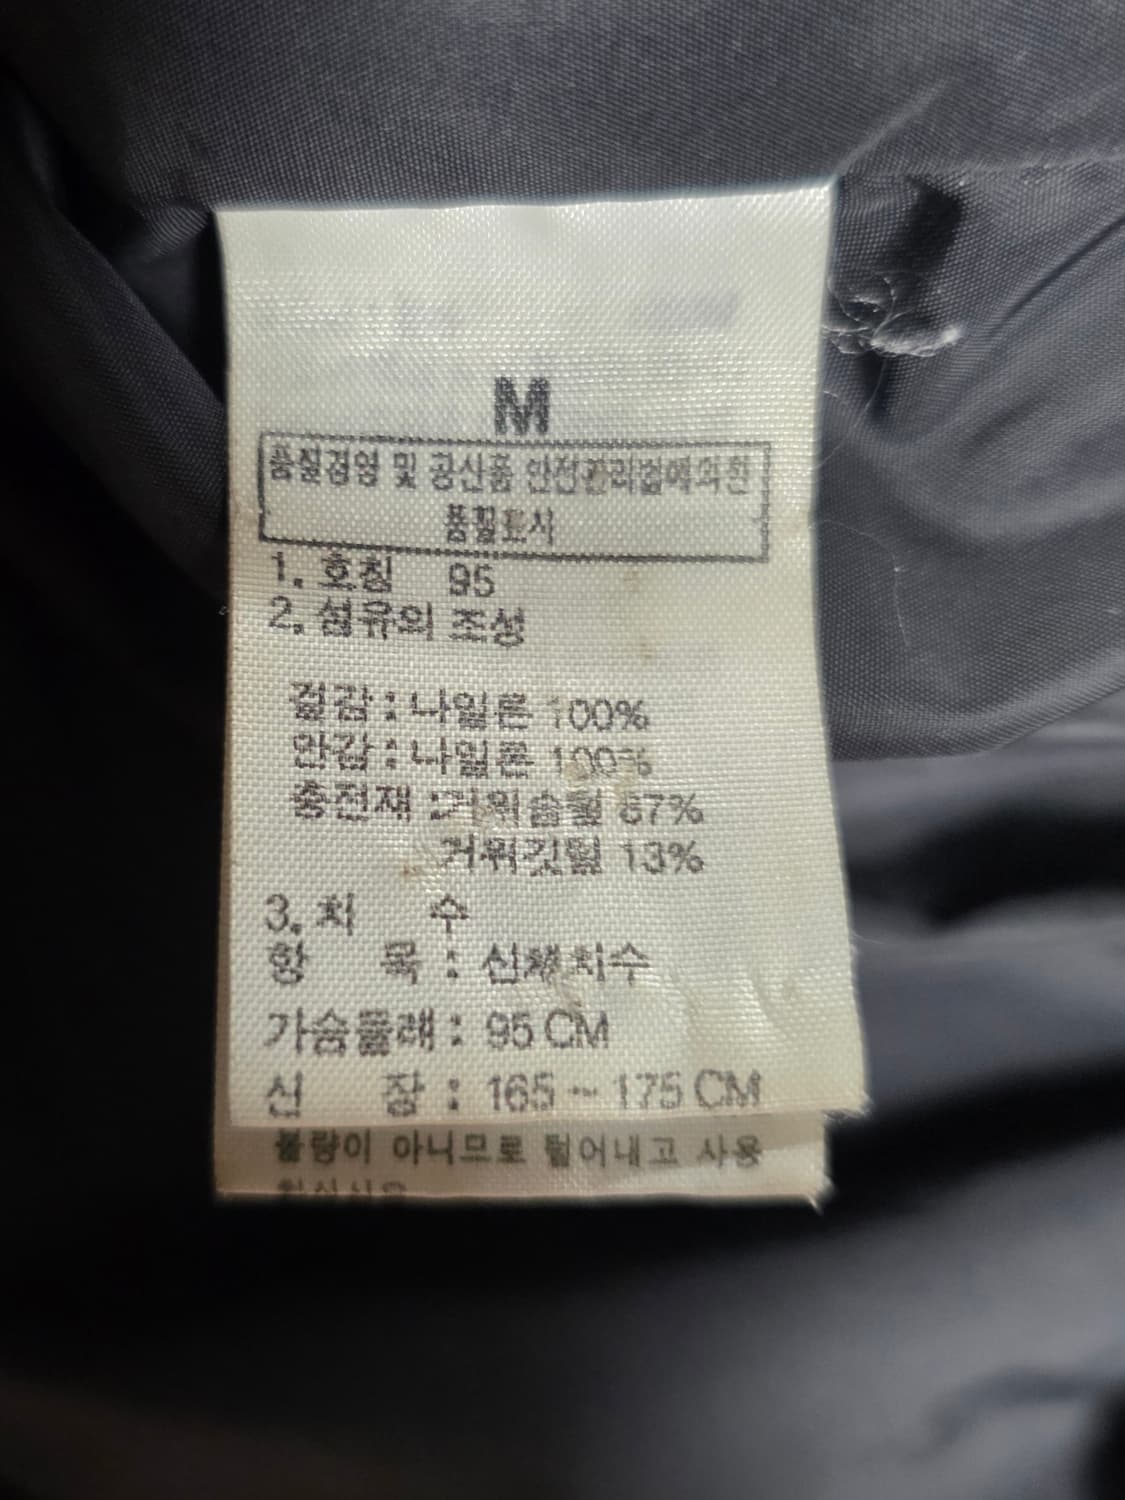 M
품질경영 및 공산품 안전관리법에의한
품질표시
1. 호칭 95
2. 섬유의 조성
겉감 : 나일론 100%
안감 : 나일론 100%
충전재 : 거위솜털 87%
거위깃털 13%
3. 치 수
항 목 : 신체치수
가슴둘레 : 95 CM
신 장 : 165 ~ 175 CM
불량이 아니므로 털어내고 사용
하십시오